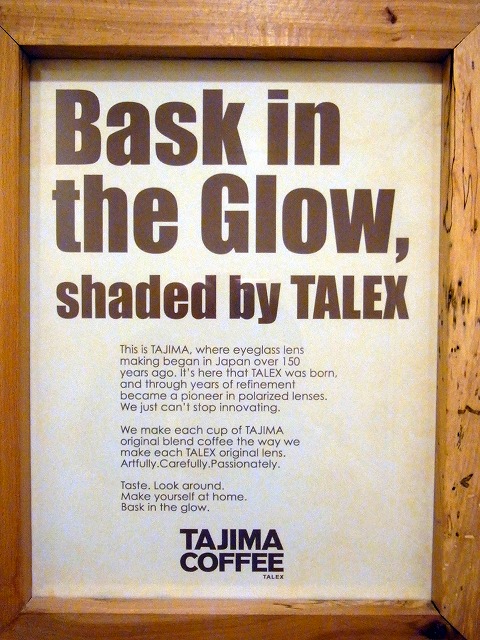 Bask in
the Glow,
shaded by TALEX
This is TAJIMA, where eyeglass lens
making began in Japan over 150
years ago. It's here that TALEX was born,
and through years of refinement
became a pioneer in polarized lenses.
We just can't stop innovating.
We make each cup of TAJIMA
original blend coffee the way we
make each TALEX original lens.
Artfully.Carefully.Passionately.
Taste. Look around.
Make yourself at home.
Bask in the glow.
TAJIMA
COFFEE
TALEX